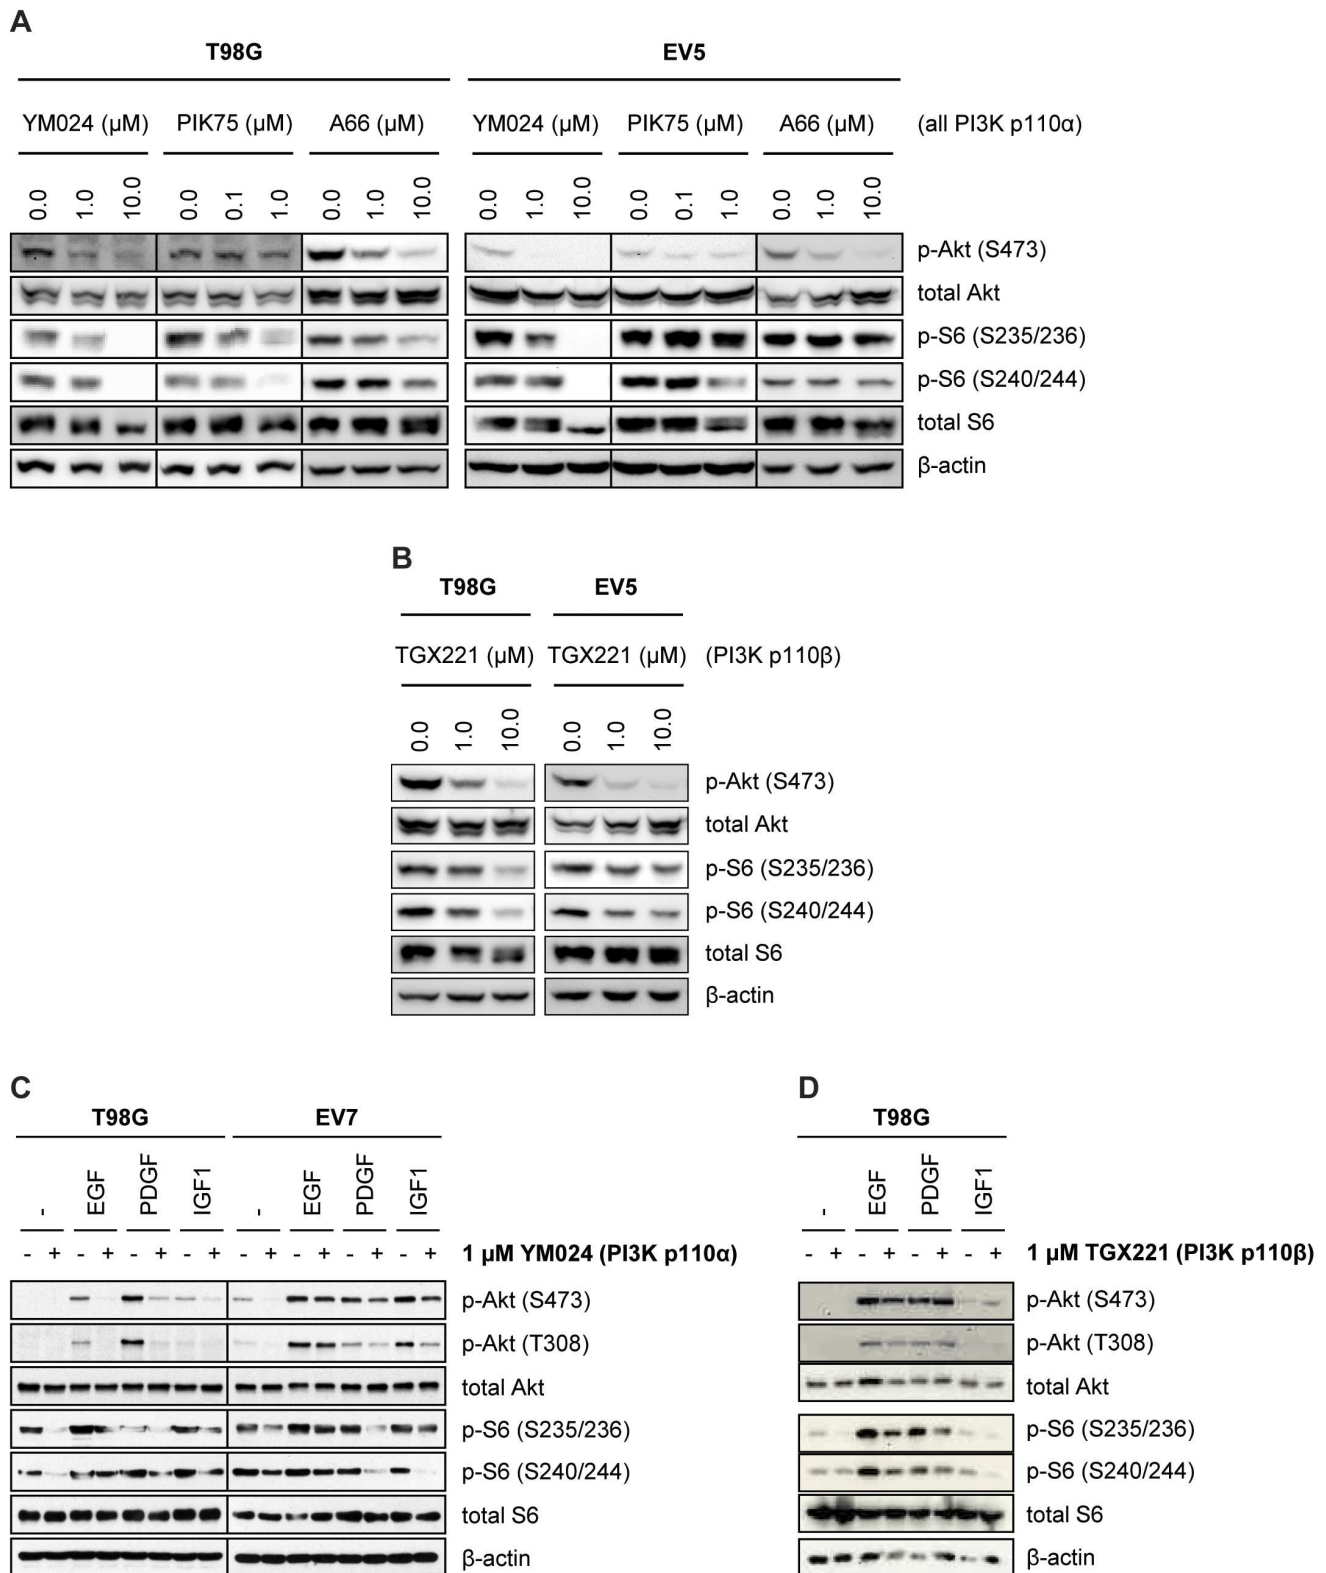 A
T98G EV5
YM024 (µM) PIK75 (µM) A66 (µM) YM024 (µM) PIK75 (µM) A66 (µM) (all PI3K p110α)
0.0 1.0 10.0 0.0 0.1 1.0 0.0 1.0 10.0 0.0 1.0 10.0 0.0 0.1 1.0 0.0 1.0 10.0
p-Akt (S473)
total Akt
p-S6 (S235/236)
p-S6 (S240/244)
total S6
β-actin
B
T98G EV5
TGX221 (µM) TGX221 (µM) (PI3K p110β)
0.0 1.0 10.0 0.0 1.0 10.0
p-Akt (S473)
total Akt
p-S6 (S235/236)
p-S6 (S240/244)
total S6
β-actin
C
T98G EV7
- EGF PDGF IGF1 - EGF PDGF IGF1
- + - + - + - + - + - + - + - + 1 µM YM024 (PI3K p110α)
p-Akt (S473)
p-Akt (T308)
total Akt
p-S6 (S235/236)
p-S6 (S240/244)
total S6
β-actin
D
T98G
- EGF PDGF IGF1
- + - + - + - + 1 µM TGX221 (PI3K p110β)
p-Akt (S473)
p-Akt (T308)
total Akt
p-S6 (S235/236)
p-S6 (S240/244)
total S6
β-actin